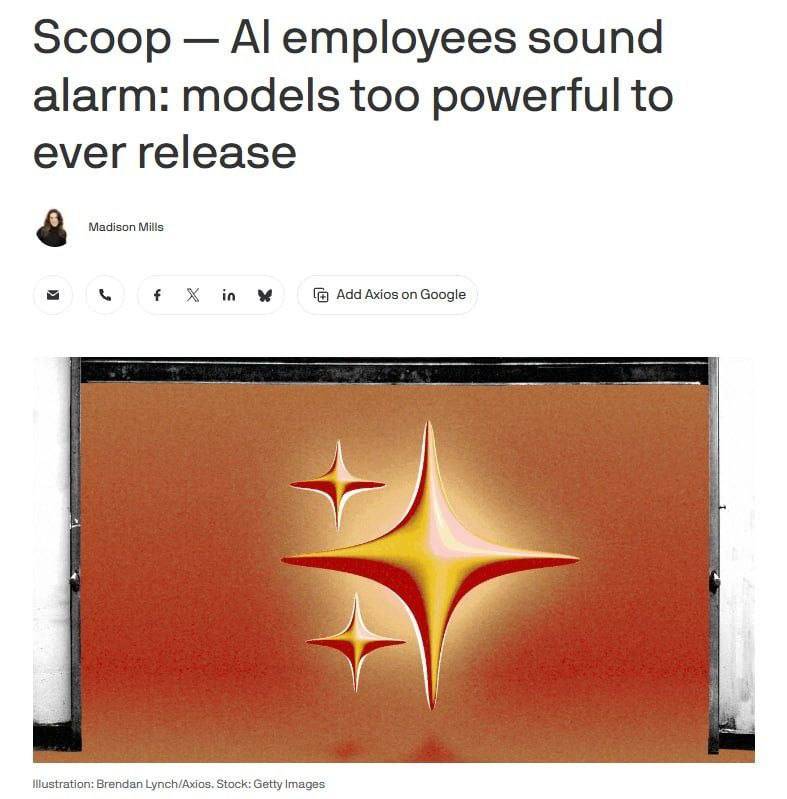 Scoop — AI employees sound
alarm: models too powerful to
ever release
Madison Mills
Add Axios on Google
Illustration: Brendan Lynch/Axios. Stock: Getty Images